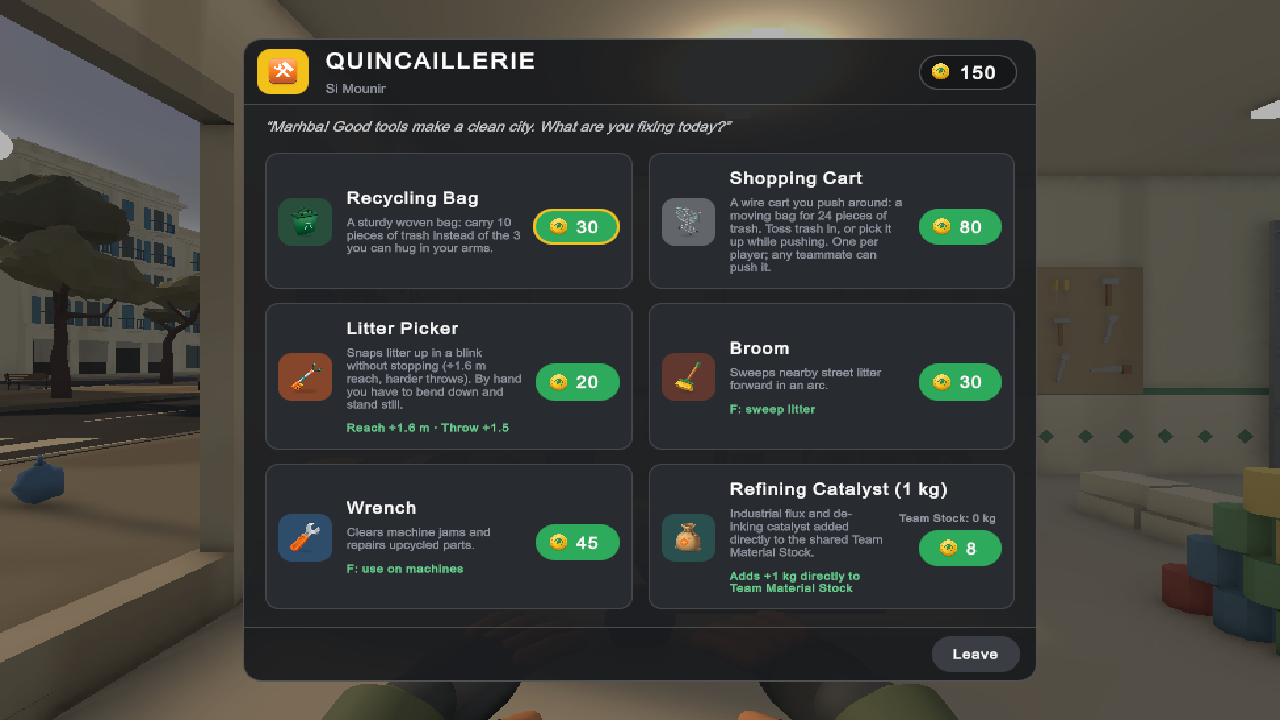 QUINCAILLERIE
Si Mounir
150
"Marhba! Good tools make a clean city. What are you fixing today?"
Recycling Bag
A sturdy woven bag: carry 10
pieces of trash instead of the 3
you can hug in your arms.
30
Shopping Cart
A wire cart you push around: a
moving bag for 24 pieces of
trash. Toss trash in, or pick it
up while pushing. One per
player; any teammate can
push it.
80
Litter Picker
Snaps litter up in a blink
without stopping (+1.6 m
reach, harder throws). By hand
you have to bend down and
stand still.
Reach +1.6 m · Throw +1.5
20
Broom
Sweeps nearby street litter
forward in an arc.
F: sweep litter
30
Wrench
Clears machine jams and
repairs upcycled parts.
F: use on machines
45
Refining Catalyst (1 kg)
Industrial flux and de-
inking catalyst added
directly to the shared Team
Material Stock.
Adds +1 kg directly to
Team Material Stock
Team Stock: 0 kg
8
Leave